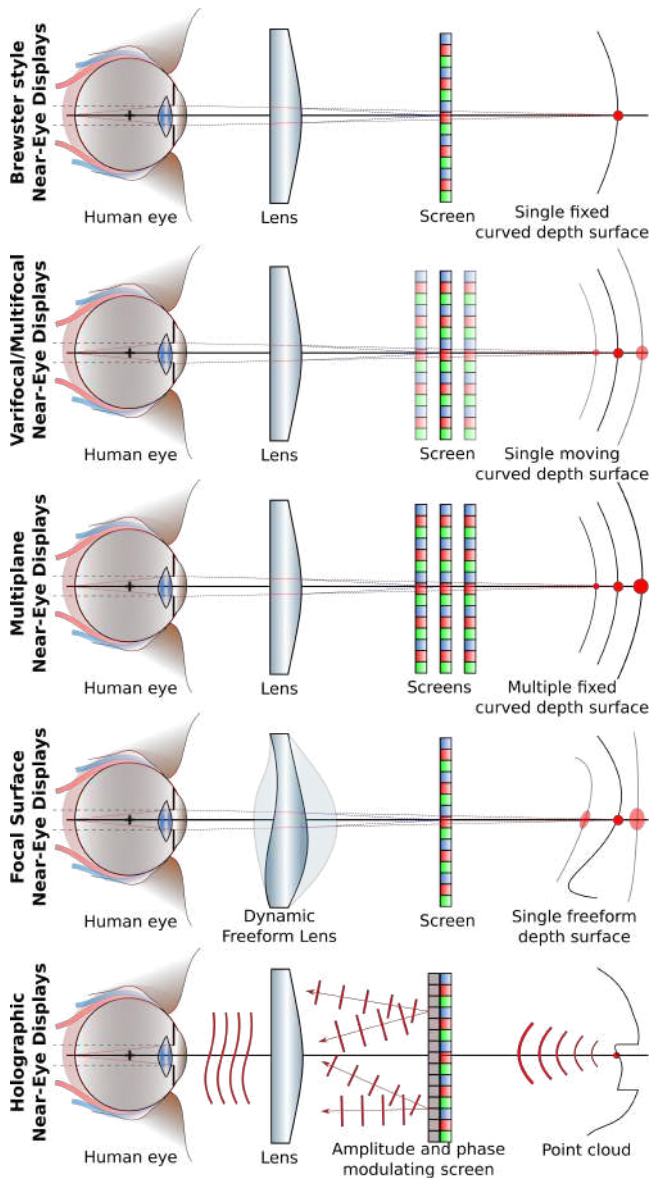 Brewster style
Near-Eye Displays
Human eye
Lens
Screen
Single fixed
curved depth surface
Varifocal/Multifocal
Near-Eye Displays
Human eye
Lens
Screen
Single moving
curved depth surface
Multiplane
Near-Eye Displays
Human eye
Lens
Screens
Multiple fixed
curved depth surface
Focal Surface
Near-Eye Displays
Human eye
Dynamic
Freeform Lens
Screen
Single freeform
depth surface
Holographic
Near-Eye Displays
Human eye
Lens
Amplitude and phase
modulating screen
Point cloud